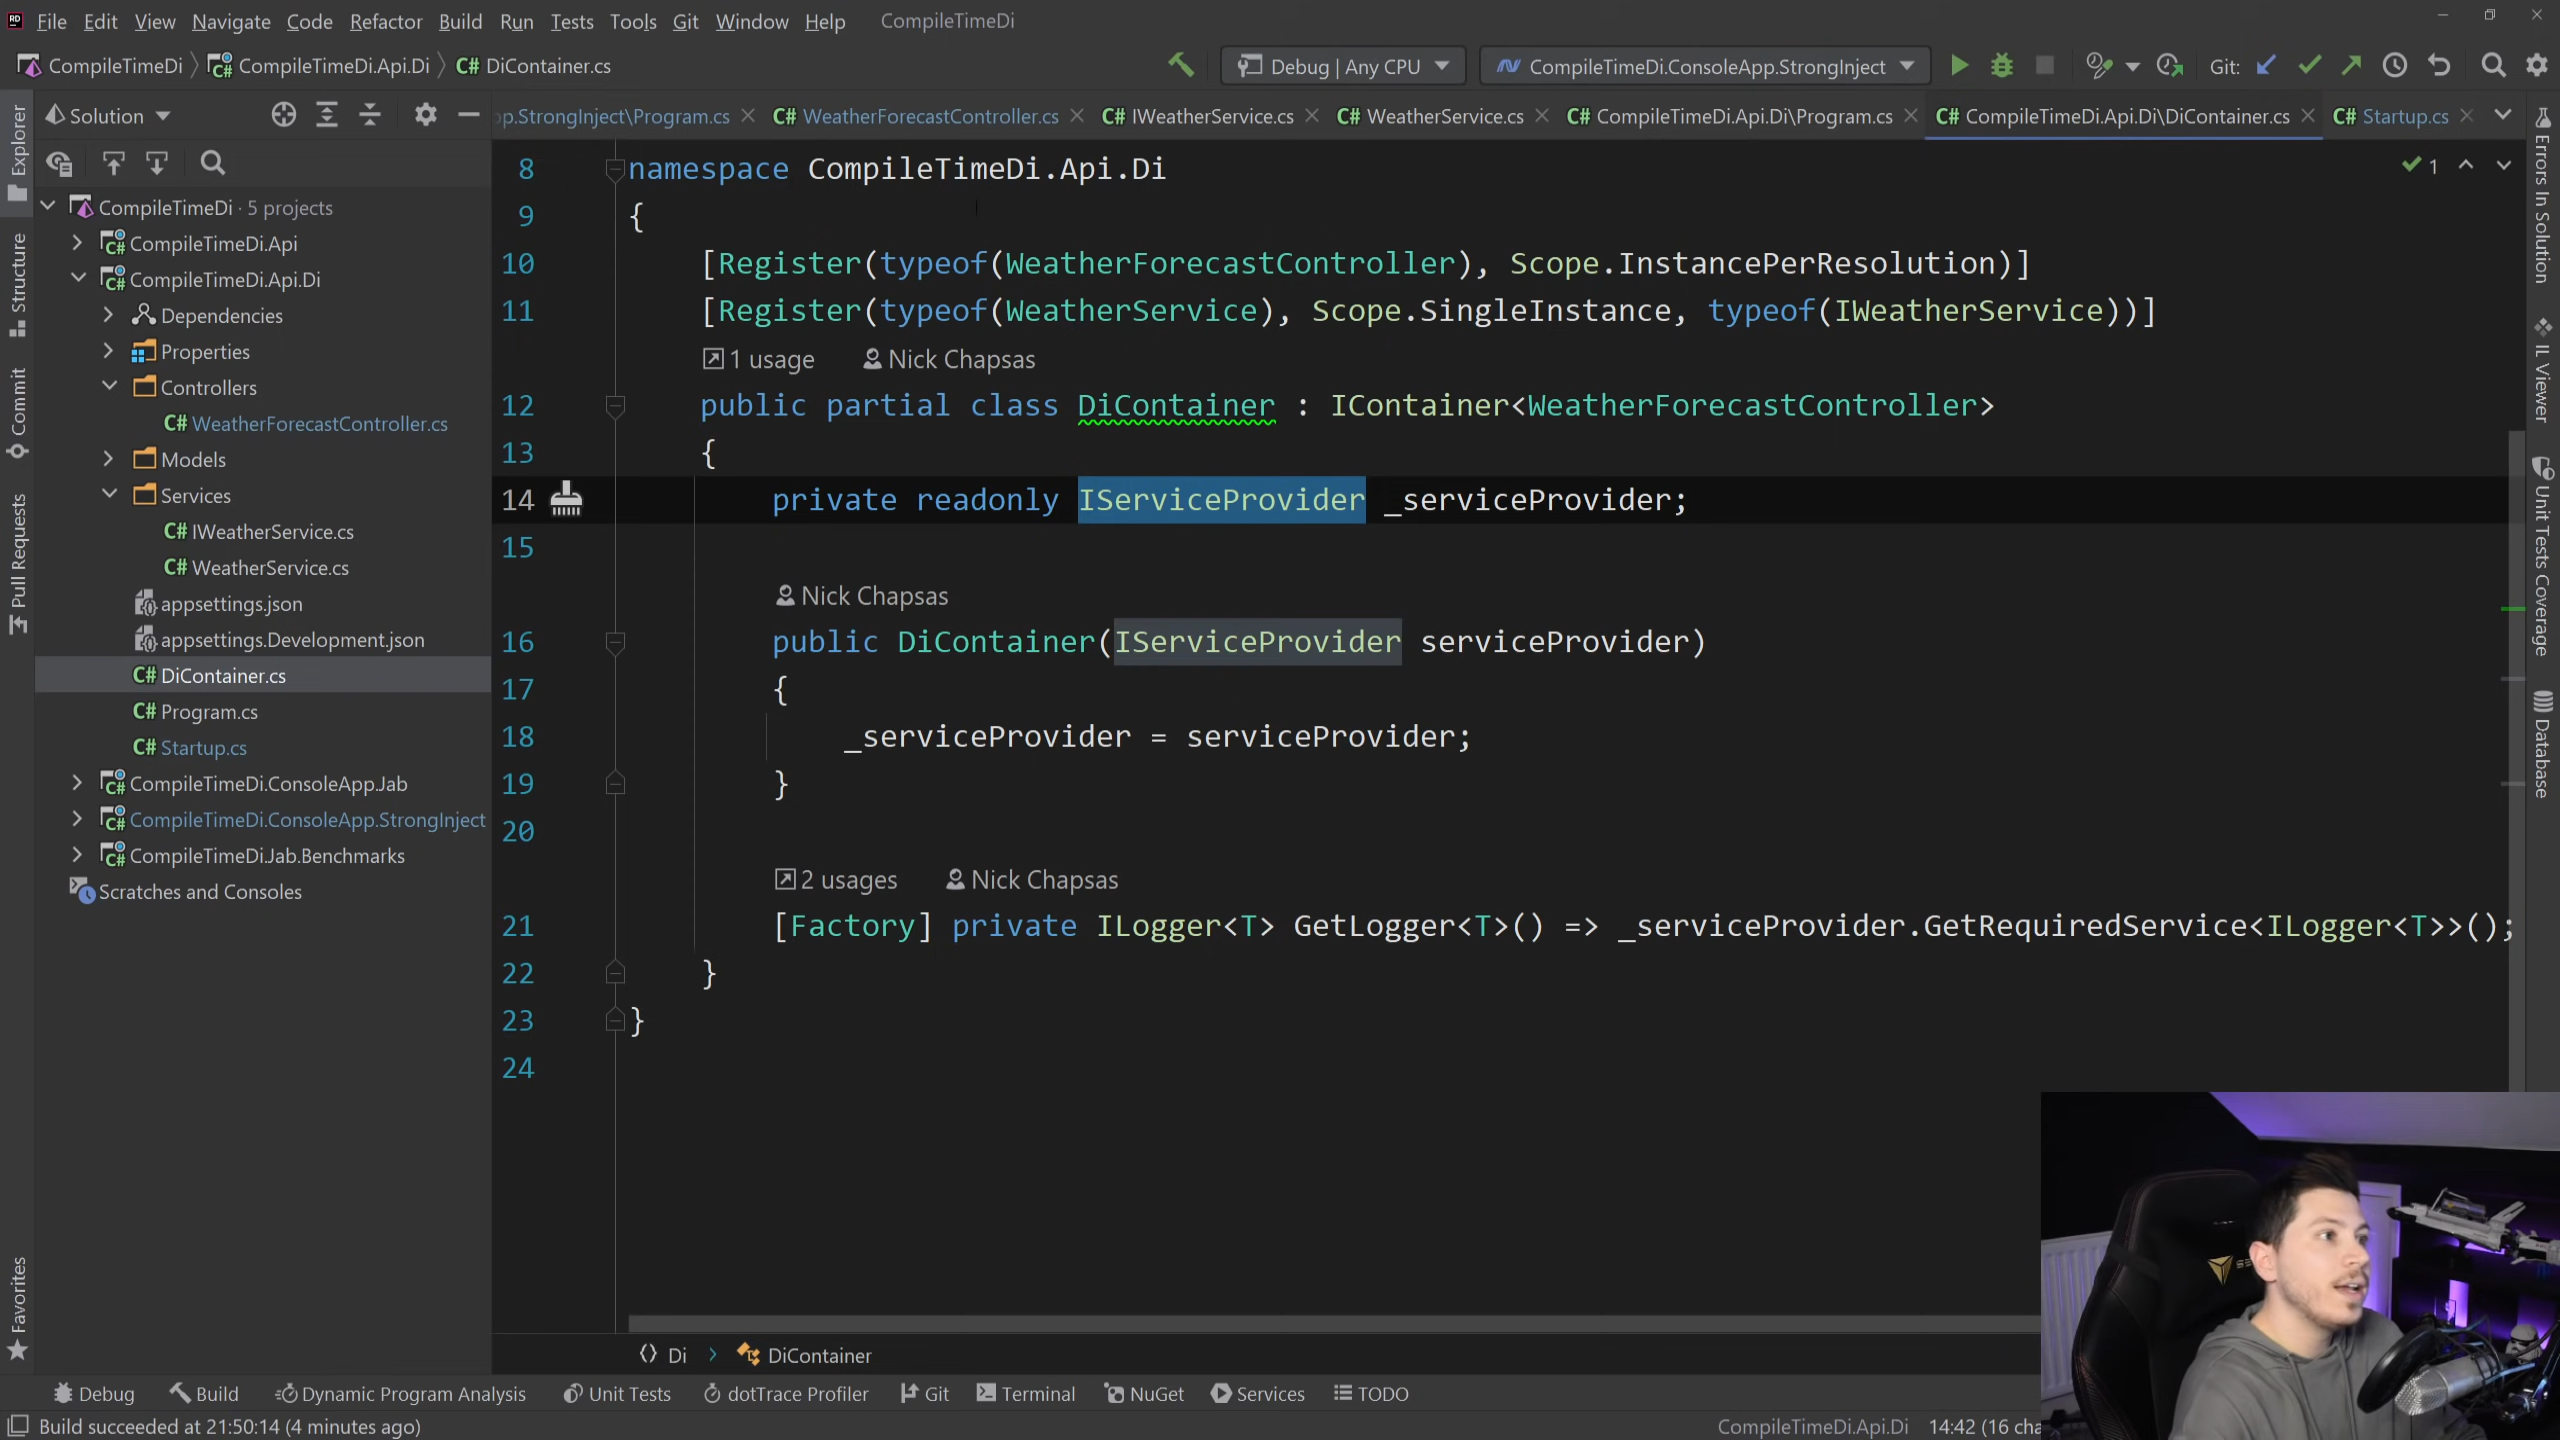 RD File Edit View Navigate Code Refactor Build Run Tests Tools Git Window Help CompileTimeDi
CompileTimeDi CompileTimeDi.Api.Di C# DiContainer.cs Debug | Any CPU CompileTimeDi.ConsoleApp.StrongInject Git:
Solution
op.StrongInject\Program.cs C# WeatherForecastController.cs C# IWeatherService.cs C# WeatherService.cs C# CompileTimeDi.Api.Di\Program.cs C# CompileTimeDi.Api.Di\DiContainer.cs C# Startup.cs
Explorer
Structure
Commit
Pull Requests
Favorites
CompileTimeDi · 5 projects
CompileTimeDi.Api
CompileTimeDi.Api.Di
Dependencies
Properties
Controllers
C# WeatherForecastController.cs
Models
Services
C# IWeatherService.cs
C# WeatherService.cs
appsettings.json
appsettings.Development.json
C# DiContainer.cs
C# Program.cs
C# Startup.cs
CompileTimeDi.ConsoleApp.Jab
CompileTimeDi.ConsoleApp.StrongInject
CompileTimeDi.Jab.Benchmarks
Scratches and Consoles
8 namespace CompileTimeDi.Api.Di
1
9 {
10 [Register(typeof(WeatherForecastController), Scope.InstancePerResolution)]
11 [Register(typeof(WeatherService), Scope.SingleInstance, typeof(IWeatherService))]
1 usage Nick Chapsas
12 public partial class DiContainer : IContainer<WeatherForecastController>
13 {
14 private readonly IServiceProvider _serviceProvider;
15
Nick Chapsas
16 public DiContainer(IServiceProvider serviceProvider)
17 {
18 _serviceProvider = serviceProvider;
19 }
20
2 usages Nick Chapsas
21 [Factory] private ILogger<T> GetLogger<T>() => _serviceProvider.GetRequiredService<ILogger<T>>();
22 }
23 }
24
Errors In Solution
IL Viewer
Unit Tests Coverage
Database
Di DiContainer
Debug Build Dynamic Program Analysis Unit Tests dotTrace Profiler Git Terminal NuGet Services TODO
Build succeeded at 21:50:14 (4 minutes ago) CompileTimeDi.Api.Di 14:42 (16 cha